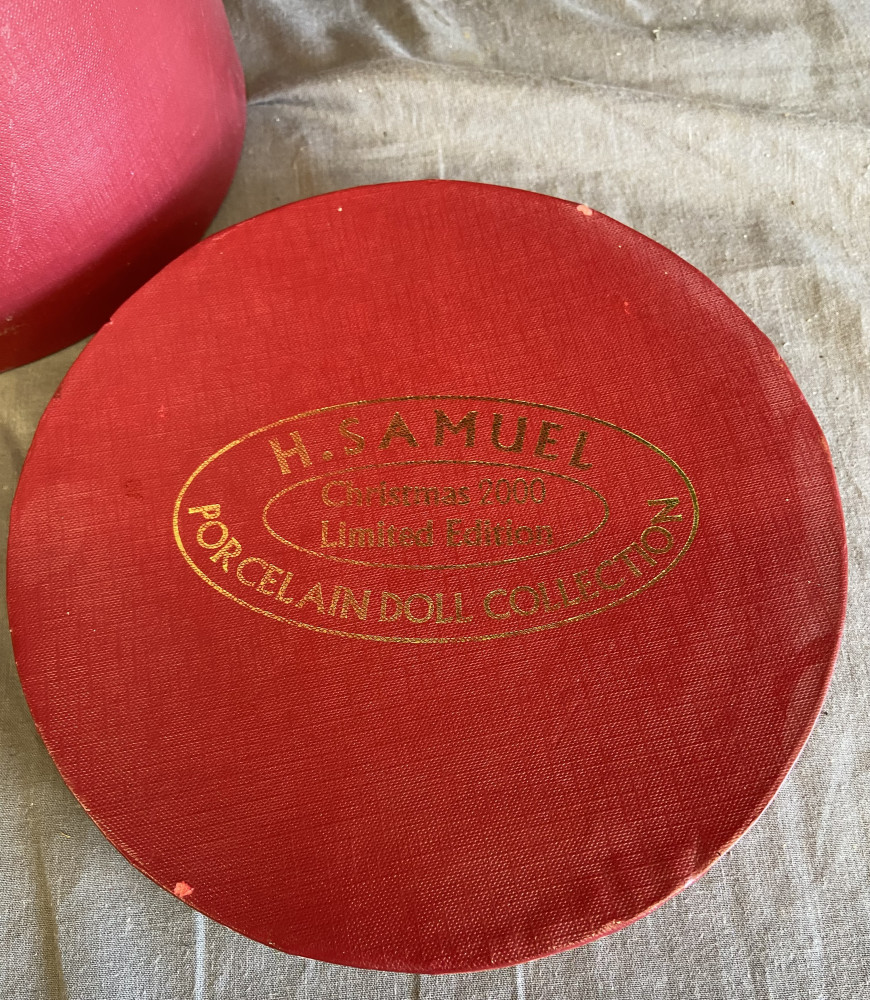 H.SAMUEL
Christmas 2000
Limited Edition
PORCELAIN DOLL COLLECTION